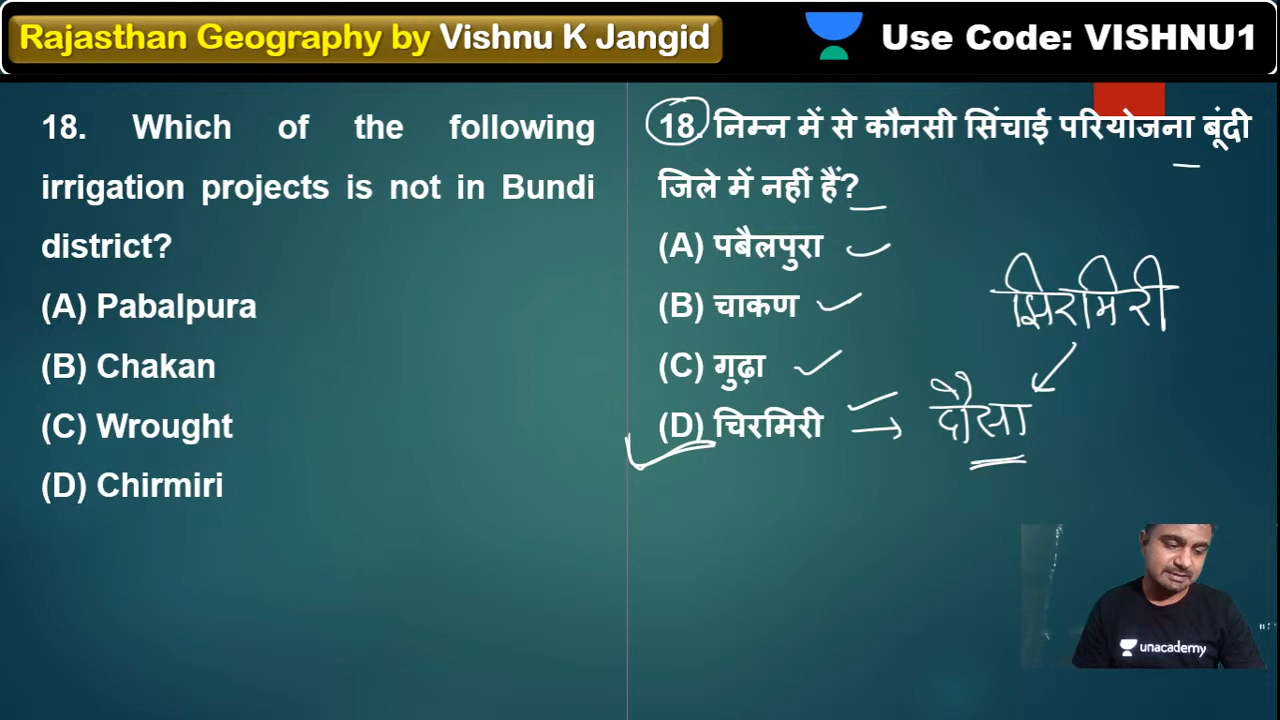 Rajasthan Geography by Vishnu K Jangid
Use Code: VISHNU1
18. Which of the following
irrigation projects is not in Bundi
district?
(A) Pabalpura
(B) Chakan
(C) Wrought
(D) Chirmiri
18. निम्न में से कौनसी सिंचाई परियोजना बूंदी
जिले में नहीं हैं?
(A) पबैलपुरा
(B) चाकण
(C) गुढ़ा
(D) चिरमिरी
झिरमिरी
दौसा
unacademy